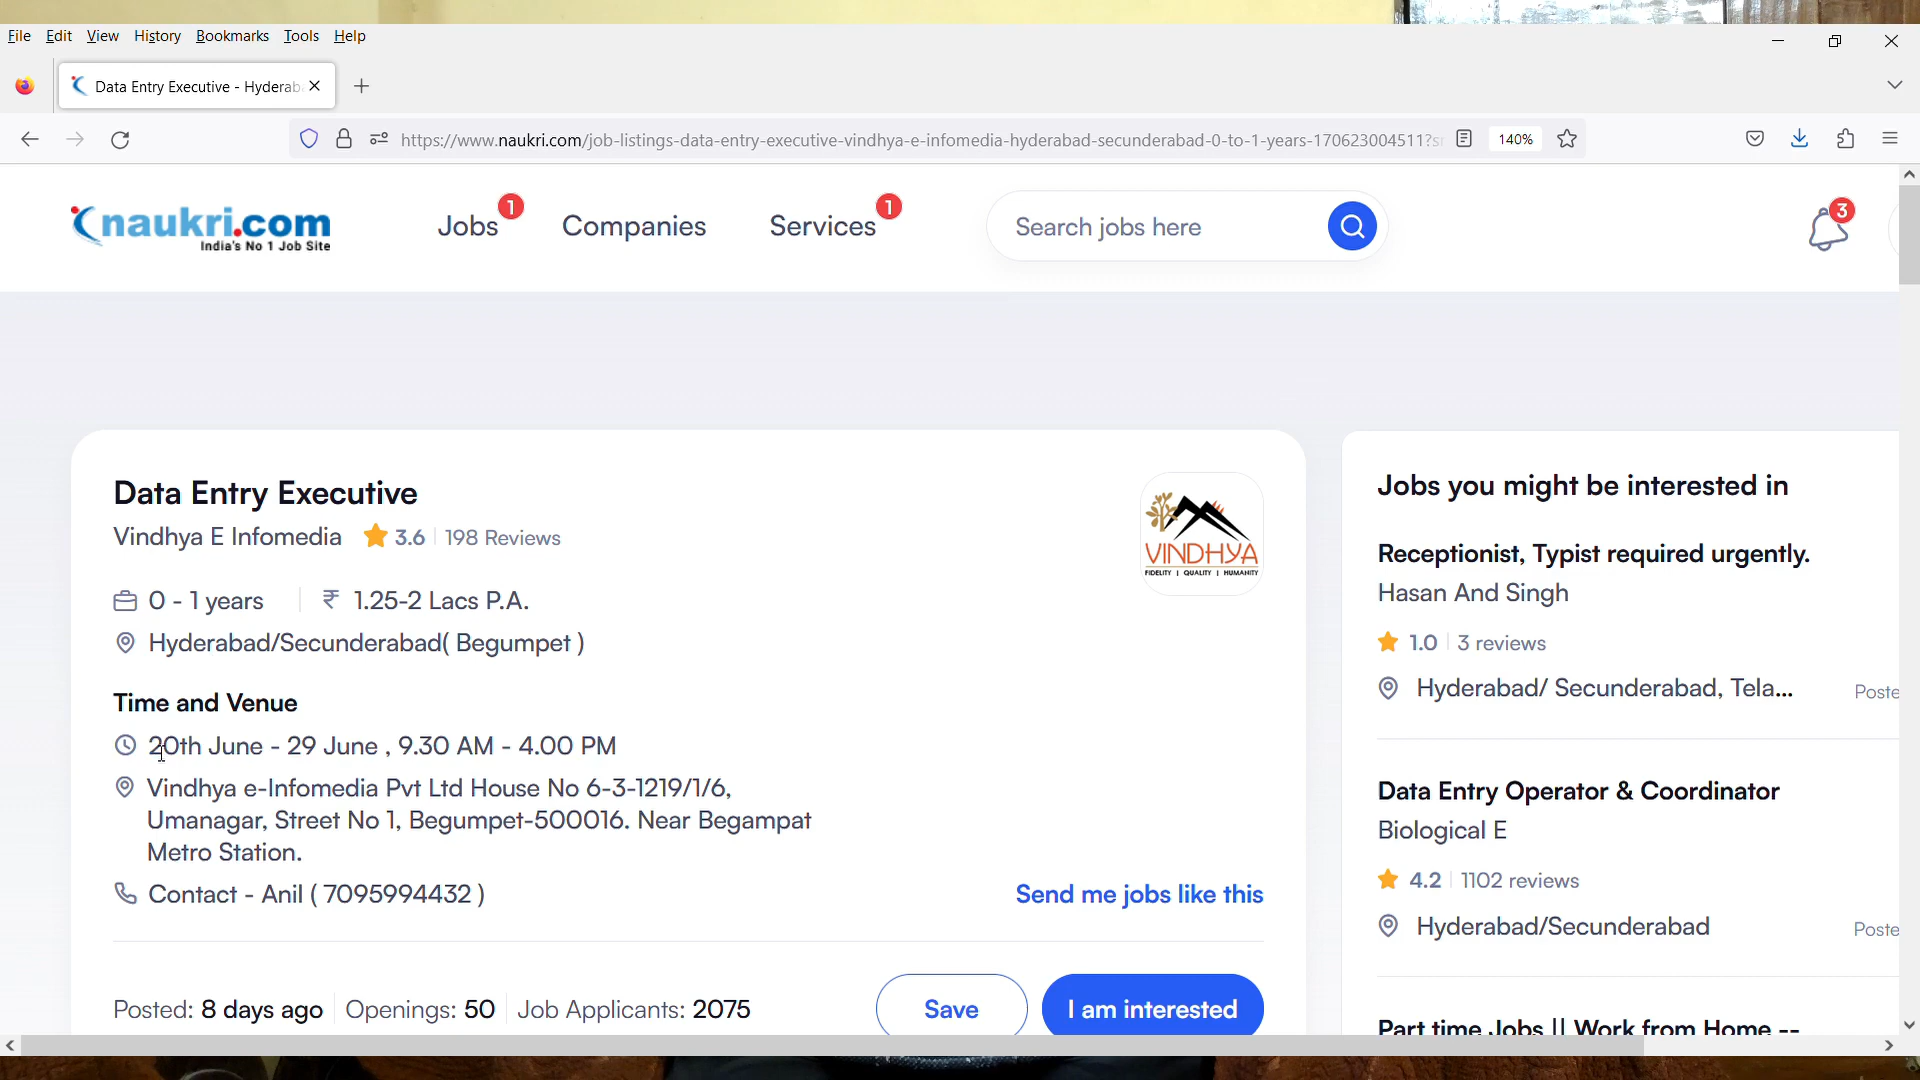 File Edit View History Bookmarks Tools Help
Data Entry Executive - Hyderab
https://www.naukri.com/job-listings-data-entry-executive-vindhya-e-infomedia-hyderabad-secunderabad-0-to-1-years-170623004511?s
140%
naukri.com
India's No 1 Job Site
Jobs 1
Companies
Services 1
Search jobs here
3
Data Entry Executive
Vindhya E Infomedia 3.6 198 Reviews
VINDHYA
FIDELITY | QUALITY | HUMANITY
0 - 1 years ₹ 1.25-2 Lacs P.A.
Hyderabad/Secunderabad( Begumpet )
Time and Venue
20th June - 29 June , 9.30 AM - 4.00 PM
Vindhya e-Infomedia Pvt Ltd House No 6-3-1219/1/6,
Umanagar, Street No 1, Begumpet-500016. Near Begampat
Metro Station.
Contact - Anil ( 7095994432 )
Send me jobs like this
Posted: 8 days ago Openings: 50 Job Applicants: 2075
Save
I am interested
Jobs you might be interested in
Receptionist, Typist required urgently.
Hasan And Singh
1.0 3 reviews
Hyderabad/ Secunderabad, Tela... Poste
Data Entry Operator & Coordinator
Biological E
4.2 1102 reviews
Hyderabad/Secunderabad Poste
Part time Jobs || Work from Home --